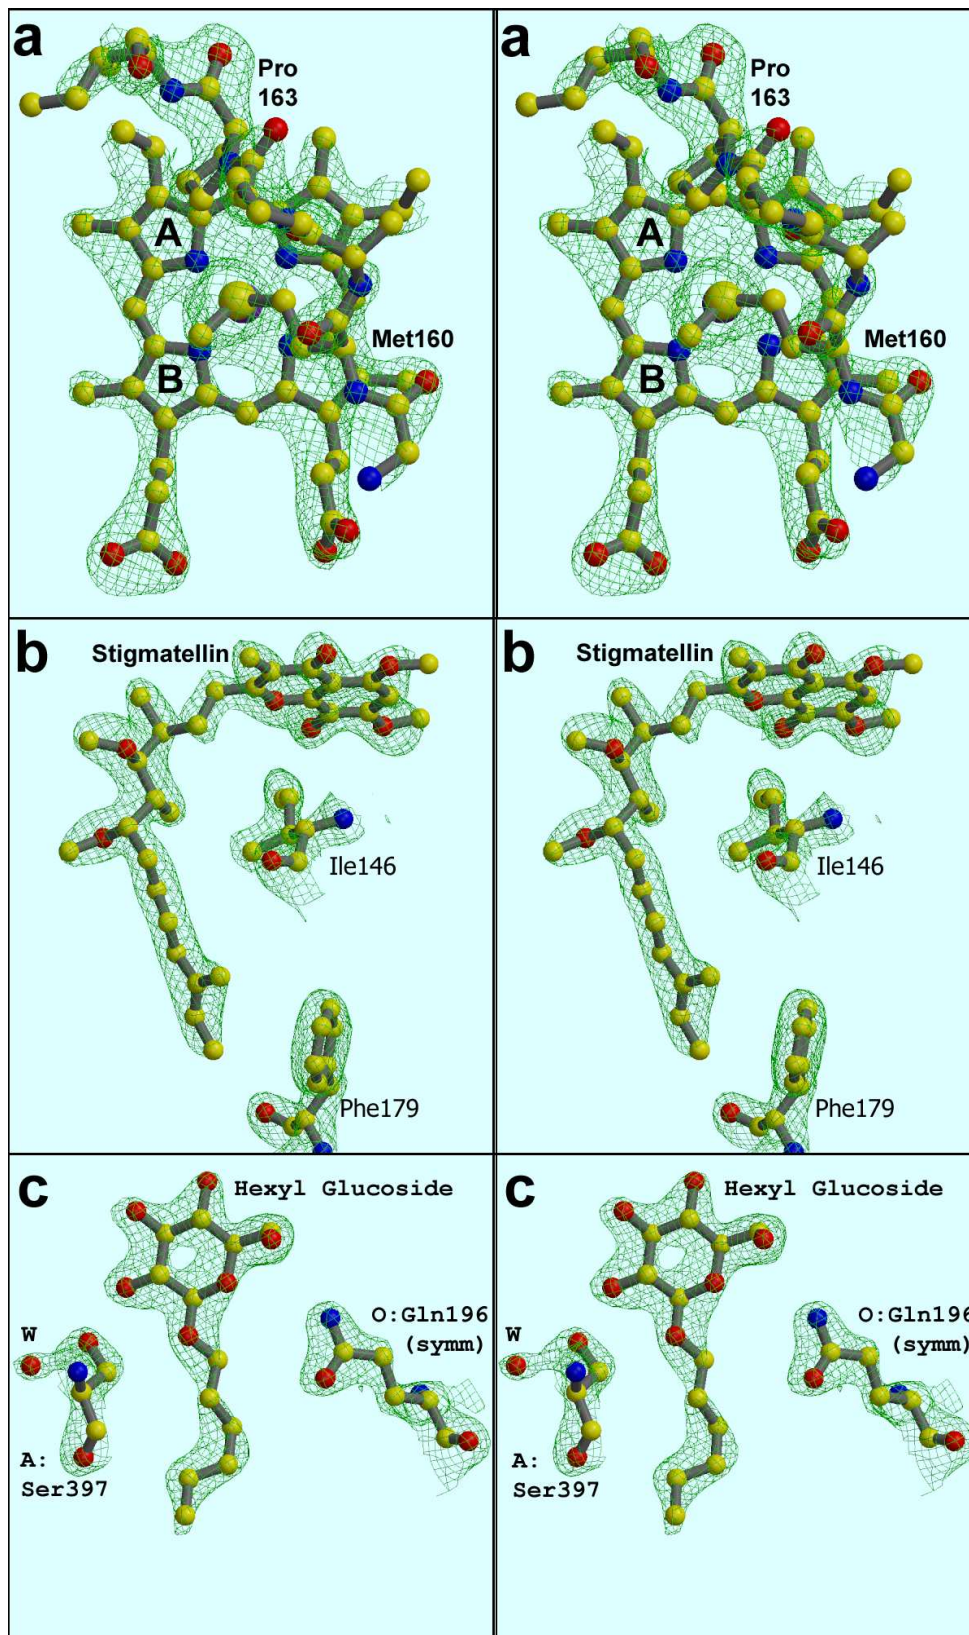 a
Pro
163
A
B
Met160
a
Pro
163
A
B
Met160
b
Stigmatellin
Ile146
Phe179
b
Stigmatellin
Ile146
Phe179
c
Hexyl Glucoside
W
O:Gln196
(symm)
A:
Ser397
c
Hexyl Glucoside
W
O:Gln196
(symm)
A:
Ser397